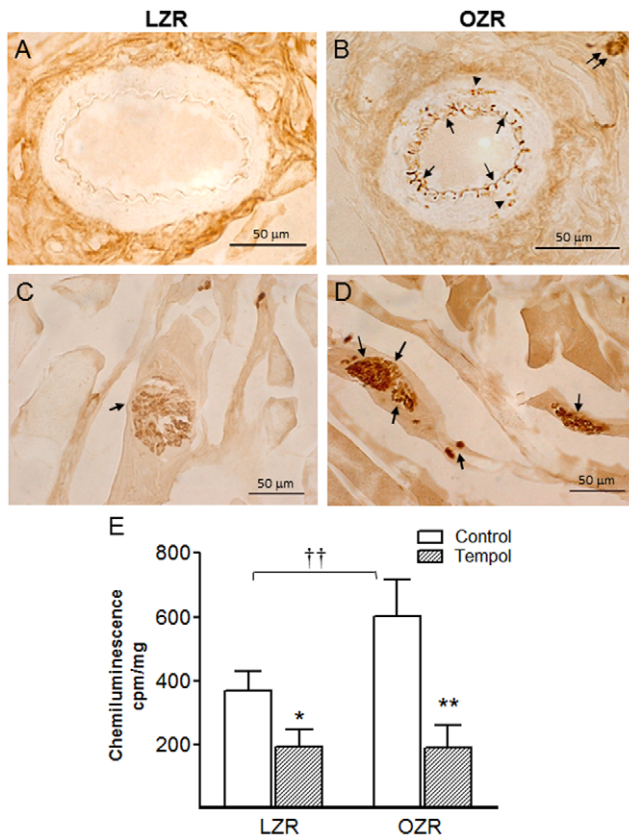 LZR OZR
A B
50 µm 50 µm
C D
50 µm 50 µm
E
Control
Tempol
800
600
400
200
††
* **
Chemiluminescence
cpm/mg
LZR OZR